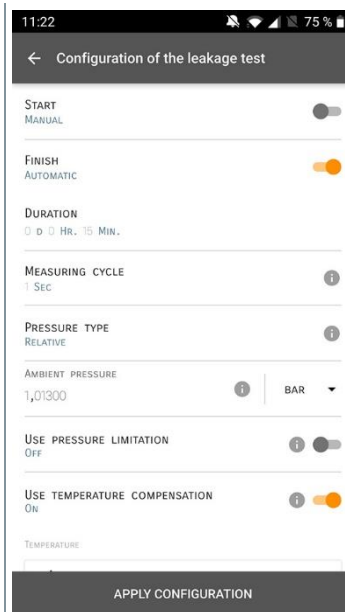 11:22 75 %
Configuration of the leakage test
START
MANUAL
FINISH
AUTOMATIC
DURATION
0 D 0 HR. 15 MIN.
MEASURING CYCLE
1 SEC
PRESSURE TYPE
RELATIVE
AMBIENT PRESSURE
1,01300 BAR
USE PRESSURE LIMITATION
OFF
USE TEMPERATURE COMPENSATION
ON
TEMPERATURE
APPLY CONFIGURATION